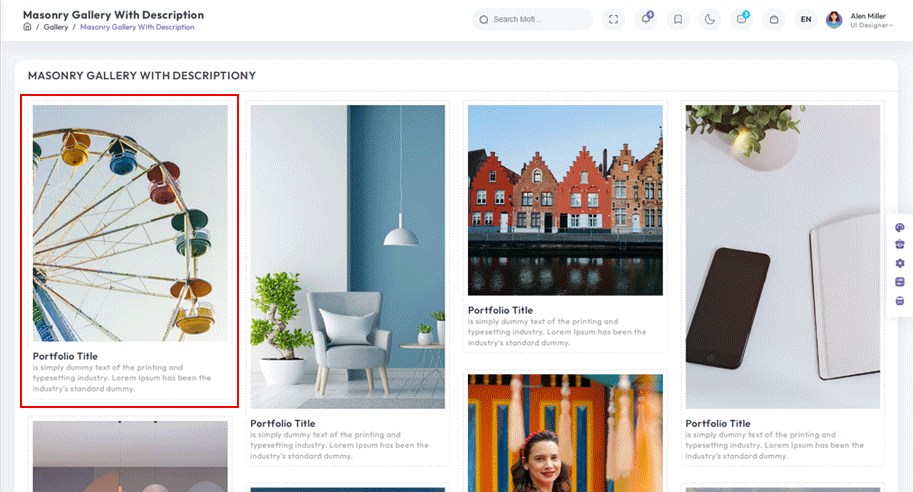 Masonry Gallery With Description
/ Gallery / Masonry Gallery With Description
Search Mofi ..
4
3
EN
Alen Miller
UI Designer
MASONRY GALLERY WITH DESCRIPTIONY
Portfolio Title
is simply dummy text of the printing and
typesetting industry. Lorem Ipsum has been the
industry's standard dummy.
Portfolio Title
is simply dummy text of the printing and
typesetting industry. Lorem Ipsum has been the
industry's standard dummy.
Portfolio Title
is simply dummy text of the printing and
typesetting industry. Lorem Ipsum has been the
industry's standard dummy.
Portfolio Title
is simply dummy text of the printing and
typesetting industry. Lorem Ipsum has been the
industry's standard dummy.